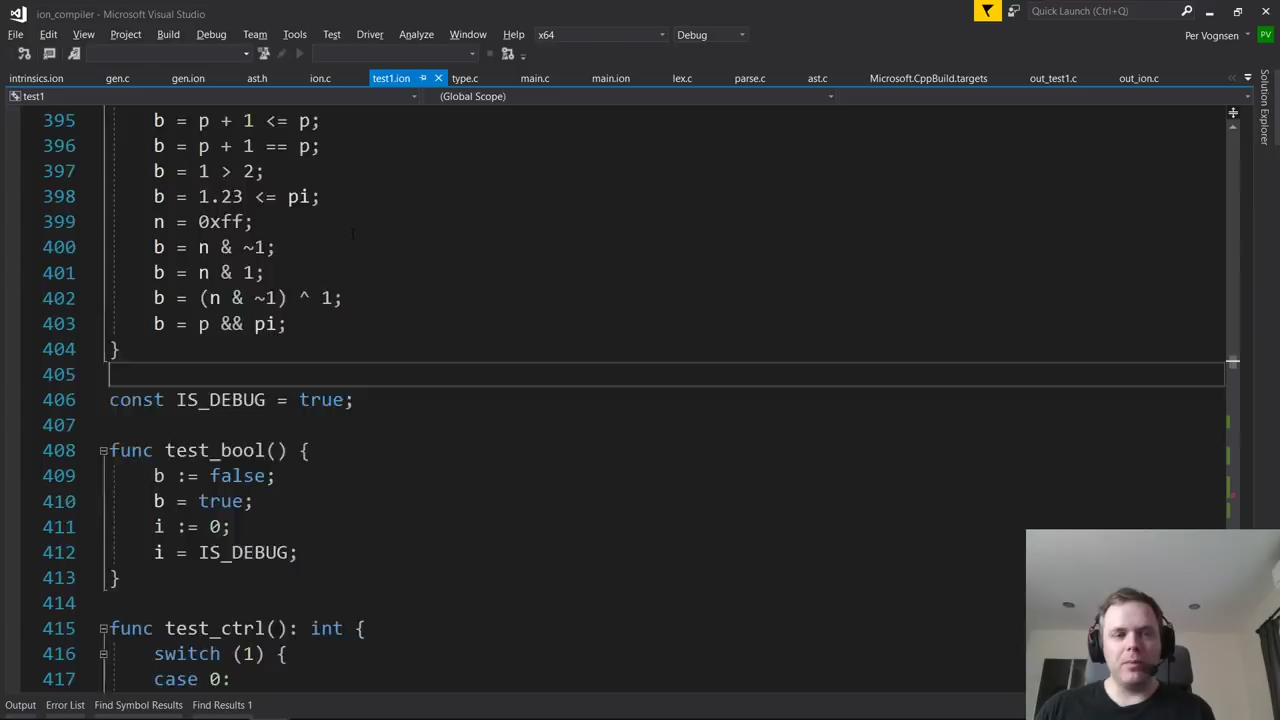 ion_compiler - Microsoft Visual Studio
Quick Launch (Ctrl+Q)
File Edit View Project Build Debug Team Tools Test Driver Analyze Window Help x64 Debug Per Vognsen PV
intrinsics.ion gen.c gen.ion ast.h ion.c test1.ion type.c main.c main.ion lex.c parse.c ast.c Microsoft.CppBuild.targets out_test1.c out_ion.c
test1 (Global Scope)
Solution Explorer
395 b = p + 1 <= p;
396 b = p + 1 == p;
397 b = 1 > 2;
398 b = 1.23 <= pi;
399 n = 0xff;
400 b = n & ~1;
401 b = n & 1;
402 b = (n & ~1) ^ 1;
403 b = p && pi;
404 }
405
406 const IS_DEBUG = true;
407
408 func test_bool() {
409 b := false;
410 b = true;
411 i := 0;
412 i = IS_DEBUG;
413 }
414
415 func test_ctrl(): int {
416 switch (1) {
417 case 0:
Output Error List Find Symbol Results Find Results 1